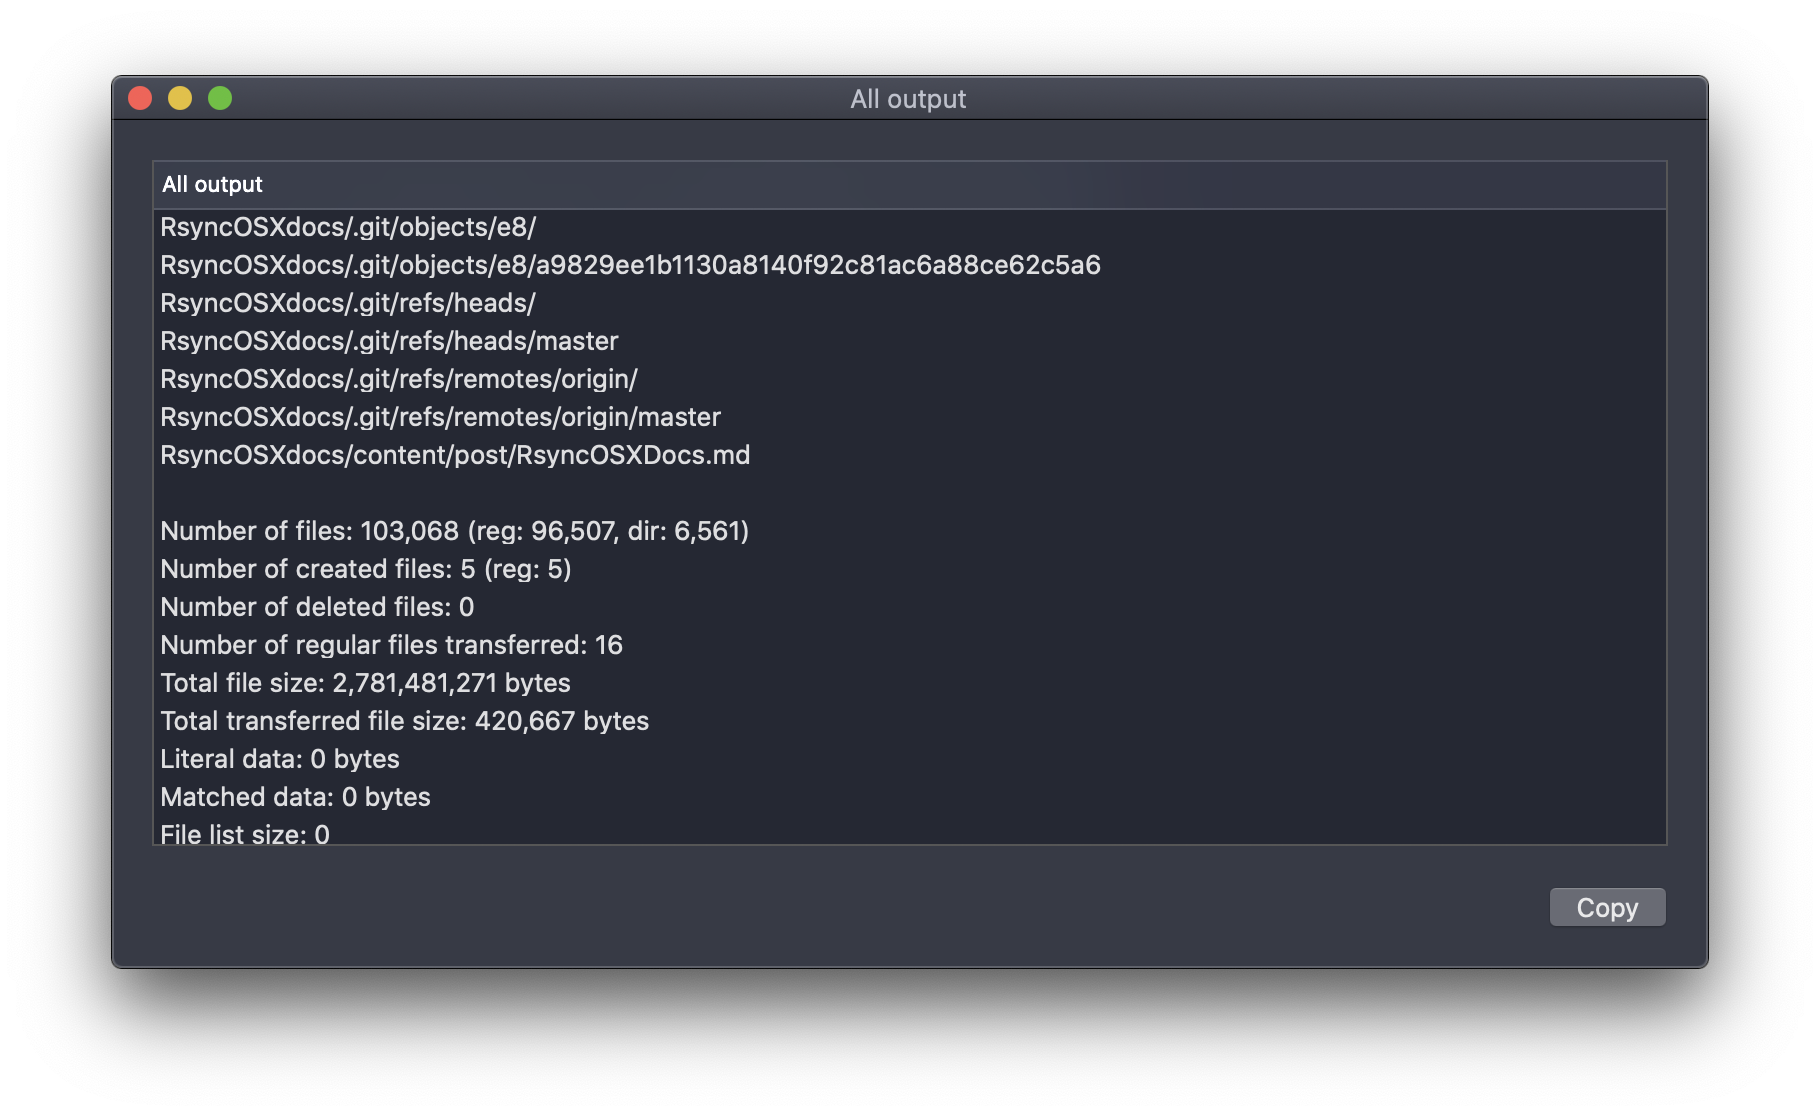 All output
All output
RsyncOSXdocs/.git/objects/e8/
RsyncOSXdocs/.git/objects/e8/a9829ee1b1130a8140f92c81ac6a88ce62c5a6
RsyncOSXdocs/.git/refs/heads/
RsyncOSXdocs/.git/refs/heads/master
RsyncOSXdocs/.git/refs/remotes/origin/
RsyncOSXdocs/.git/refs/remotes/origin/master
RsyncOSXdocs/content/post/RsyncOSXDocs.md
Number of files: 103,068 (reg: 96,507, dir: 6,561)
Number of created files: 5 (reg: 5)
Number of deleted files: 0
Number of regular files transferred: 16
Total file size: 2,781,481,271 bytes
Total transferred file size: 420,667 bytes
Literal data: 0 bytes
Matched data: 0 bytes
File list size: 0
Copy